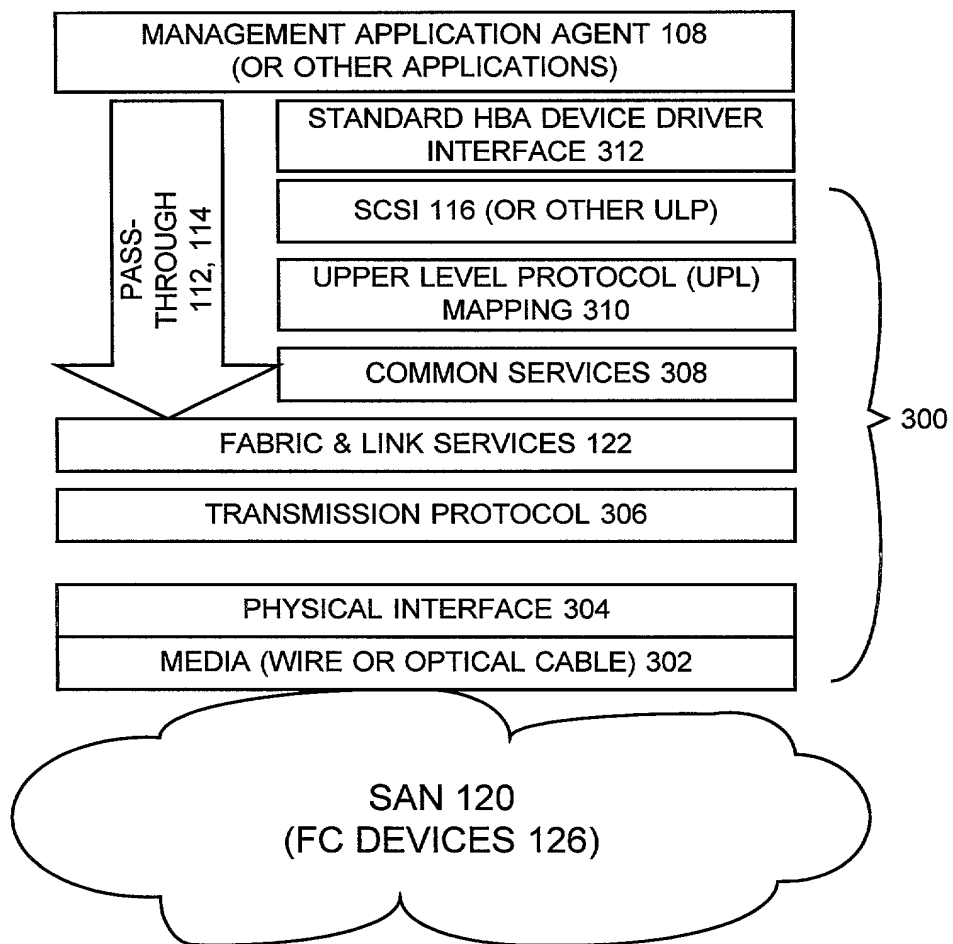 MANAGEMENT APPLICATION AGENT 108
(OR OTHER APPLICATIONS)
PASS-
THROUGH
112, 114
STANDARD HBA DEVICE DRIVER
INTERFACE 312
SCSI 116 (OR OTHER ULP)
UPPER LEVEL PROTOCOL (UPL)
MAPPING 310
COMMON SERVICES 308
300
FABRIC & LINK SERVICES 122
TRANSMISSION PROTOCOL 306
PHYSICAL INTERFACE 304
MEDIA (WIRE OR OPTICAL CABLE) 302
SAN 120
(FC DEVICES 126)